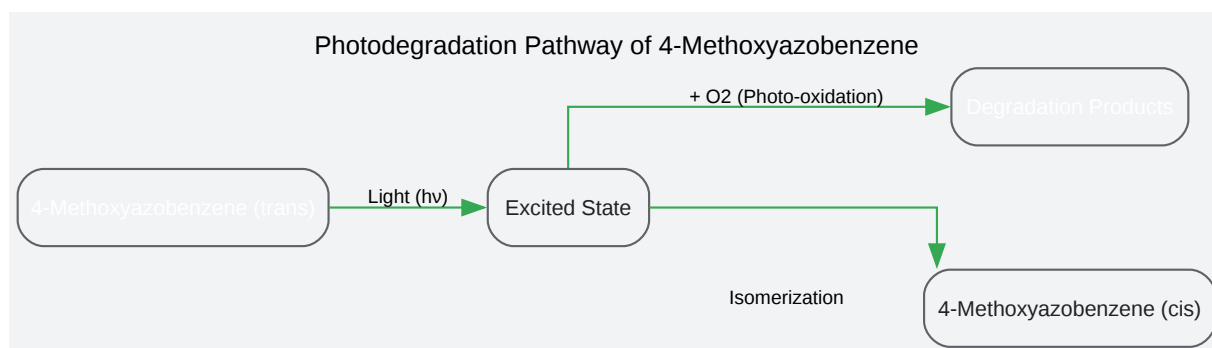 Photodegradation Pathway of 4-Methoxyazobenzene
+ O2 (Photo-oxidation)
Degradation Products
4-Methoxyazobenzene (trans)
Light (hν)
Excited State
Isomerization
4-Methoxyazobenzene (cis)